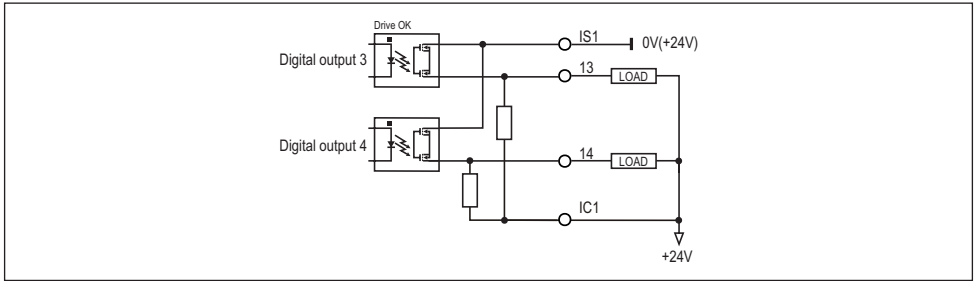 Drive OK
IS1
0V(+24V)
Digital output 3
13
LOAD
Digital output 4
14
LOAD
IC1
+24V